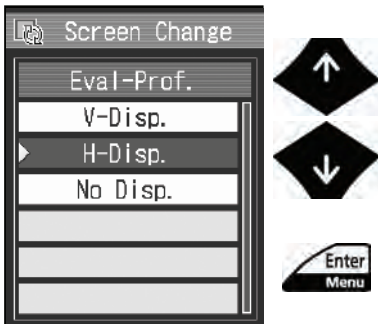 Screen Change
Eval-Prof.
V-Disp.
H-Disp.
No Disp.
Enter
Menu